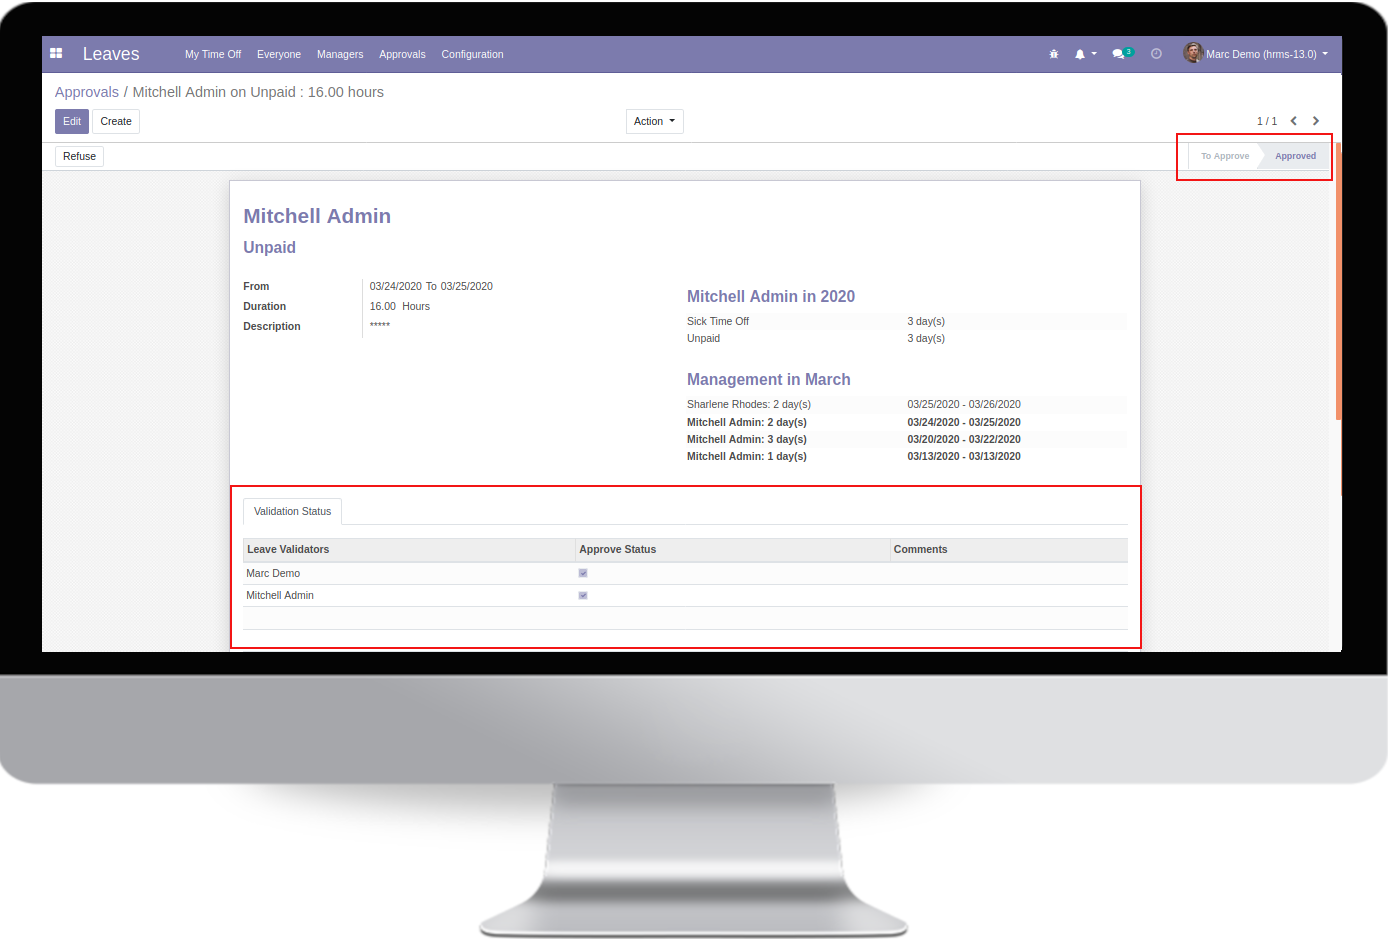 Leaves My Time Off Everyone Managers Approvals Configuration 3 Marc Demo (hrms-13.0)
Approvals / Mitchell Admin on Unpaid : 16.00 hours
Edit Create Action 1 / 1
Refuse To Approve Approved
Mitchell Admin
Unpaid
From 03/24/2020 To 03/25/2020
Duration 16.00 Hours
Description *****
Mitchell Admin in 2020
Sick Time Off 3 day(s)
Unpaid 3 day(s)
Management in March
Sharlene Rhodes: 2 day(s) 03/25/2020 - 03/26/2020
Mitchell Admin: 2 day(s) 03/24/2020 - 03/25/2020
Mitchell Admin: 3 day(s) 03/20/2020 - 03/22/2020
Mitchell Admin: 1 day(s) 03/13/2020 - 03/13/2020
Validation Status
Leave Validators Approve Status Comments
Marc Demo
Mitchell Admin